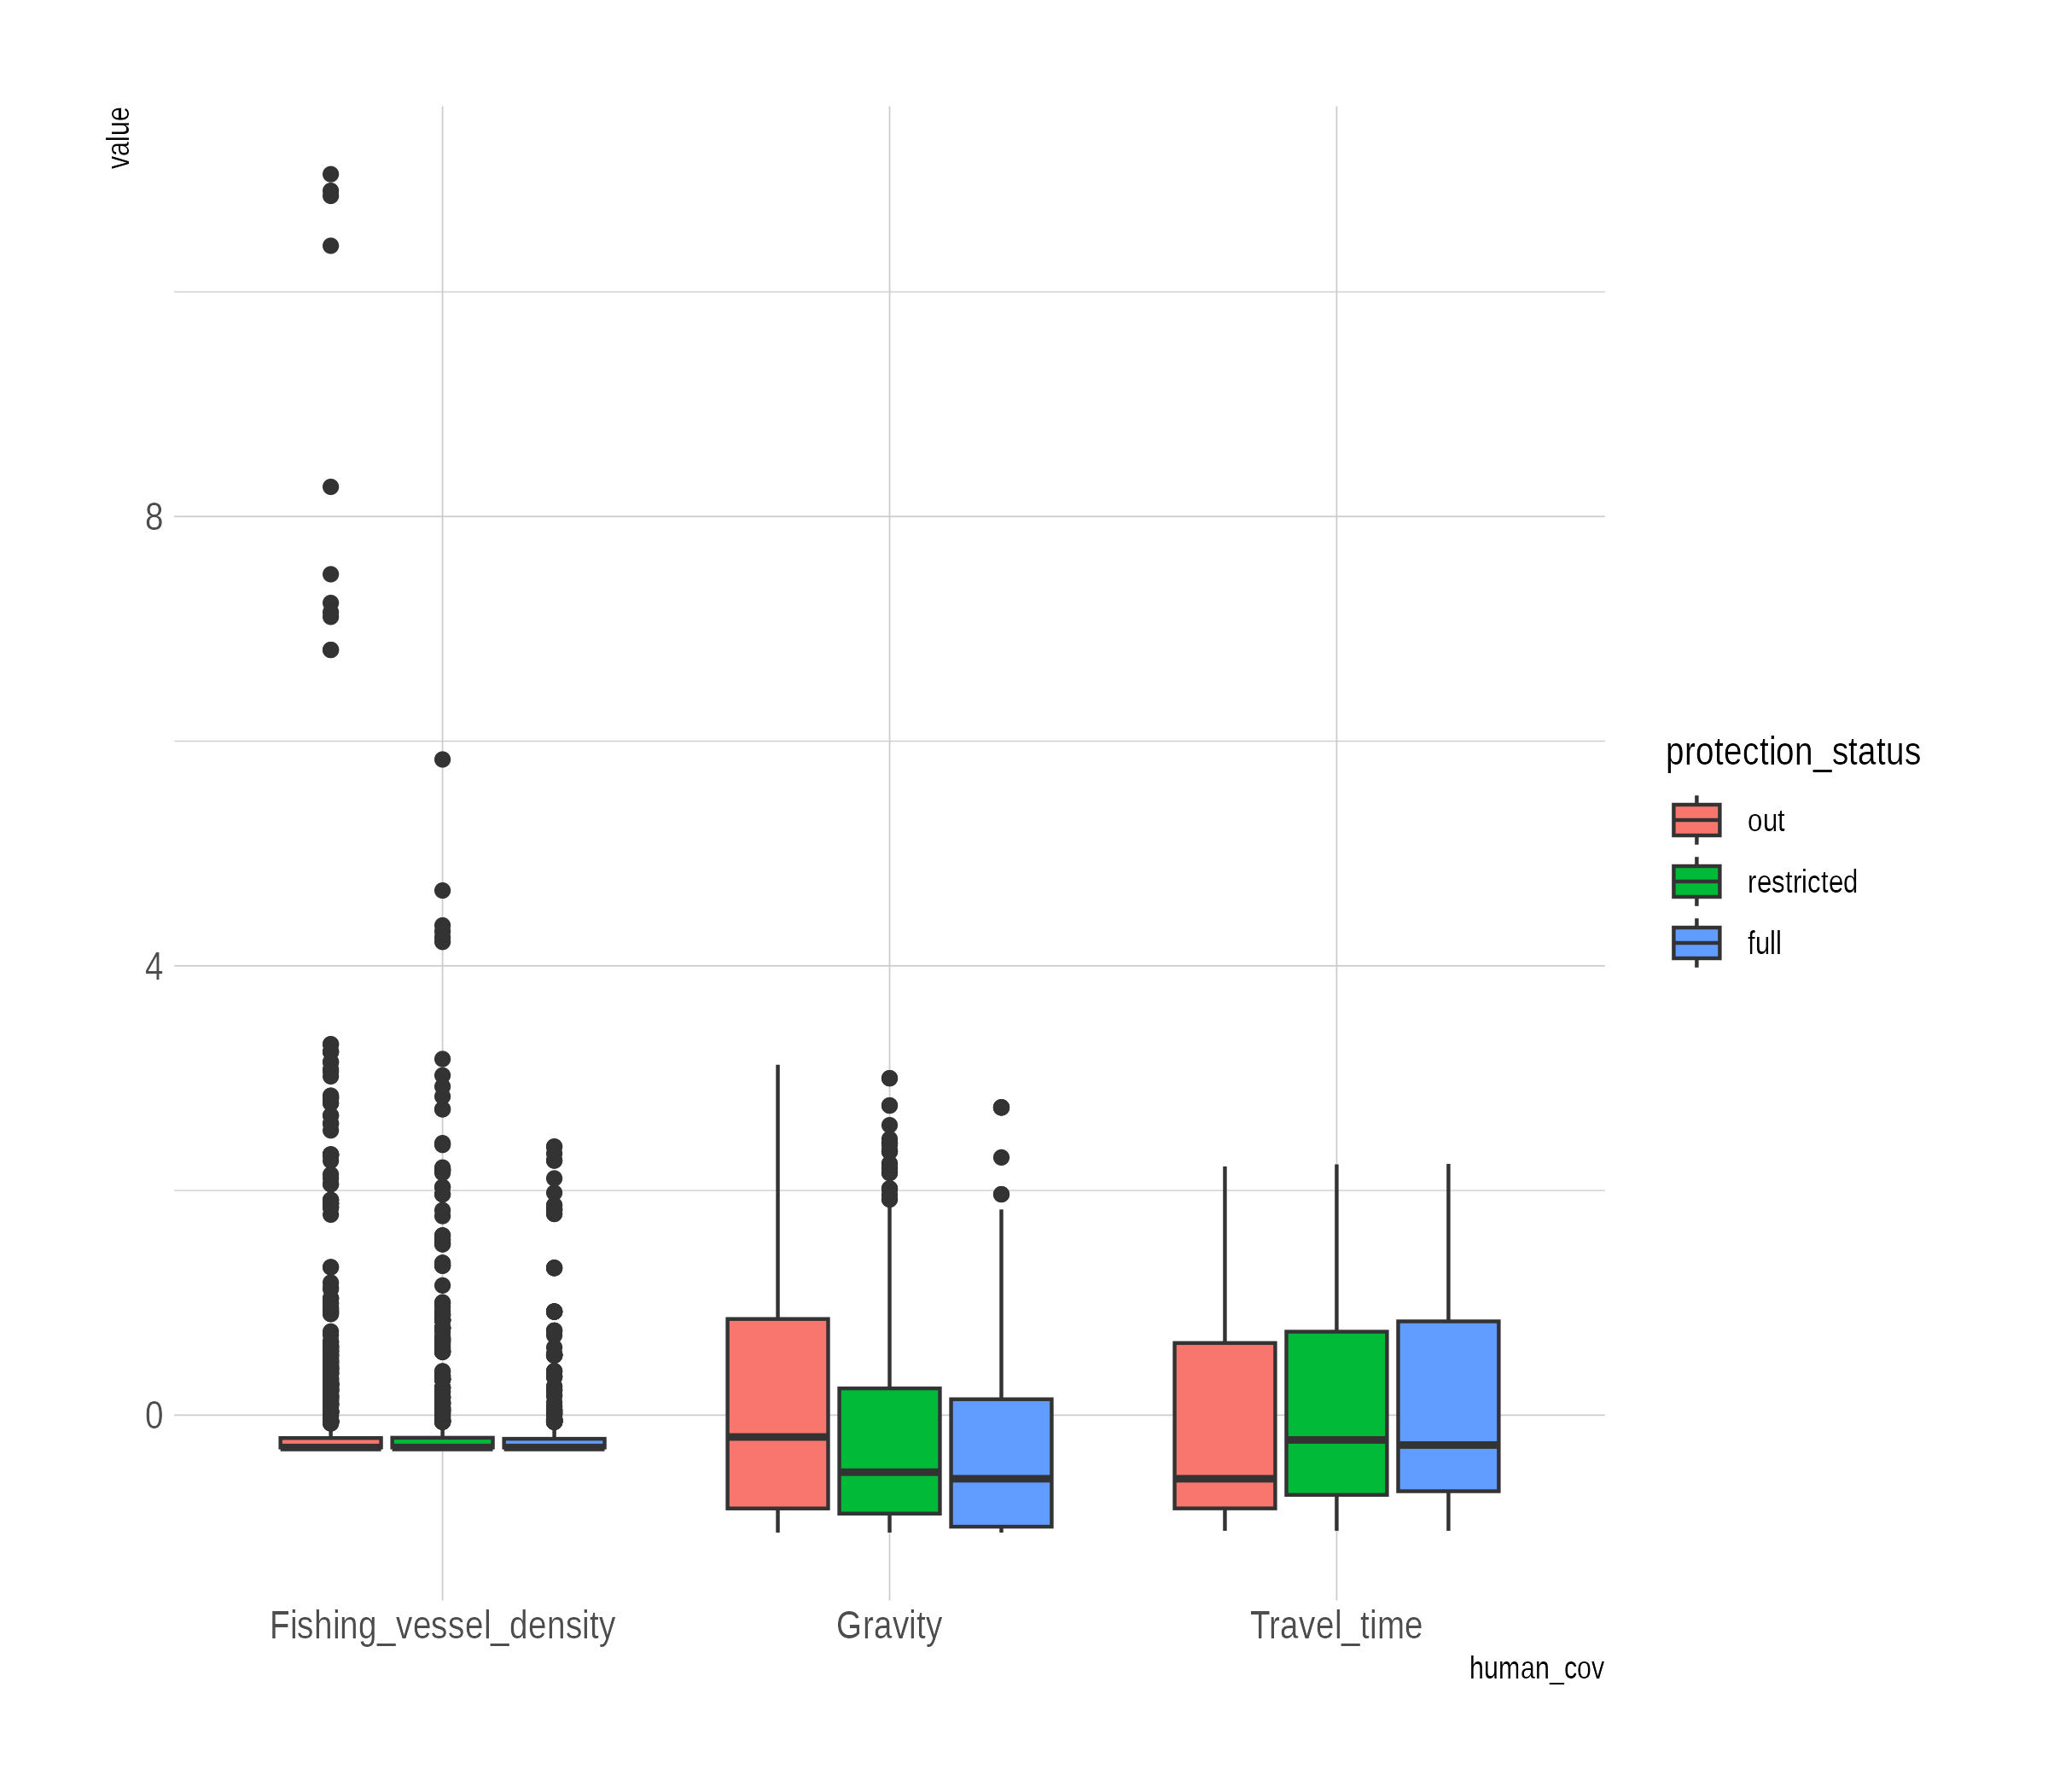 value
8
4
0
Fishing_vessel_density
Gravity
Travel_time
human_cov
protection_status
out
restricted
full